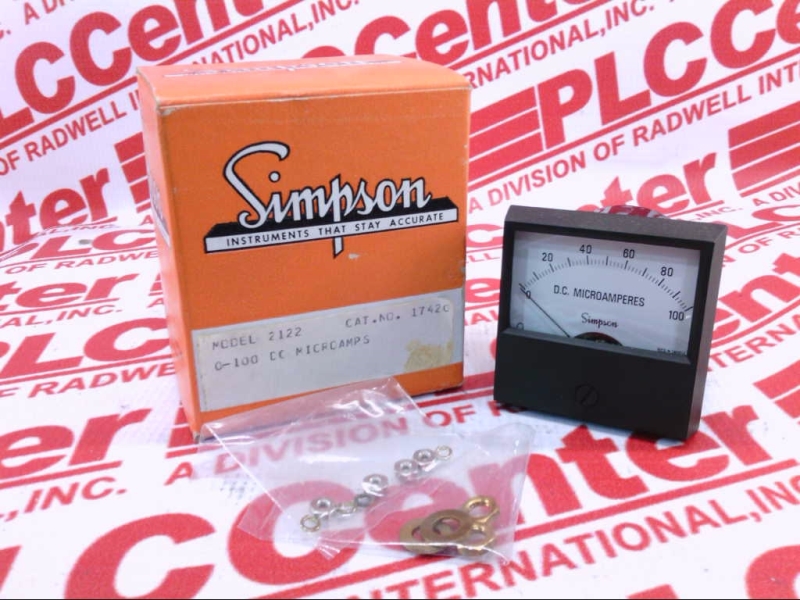 Simpson
INSTRUMENTS THAT STAY ACCURATE
MODEL 2122 CAT.NO. 17420
0-100 DC MICROAMPS
0 20 40 60 80 100
D.C. MICROAMPERES
Simpson
PLCCenter
A DIVISION OF RADWELL INTERNATIONAL, INC.